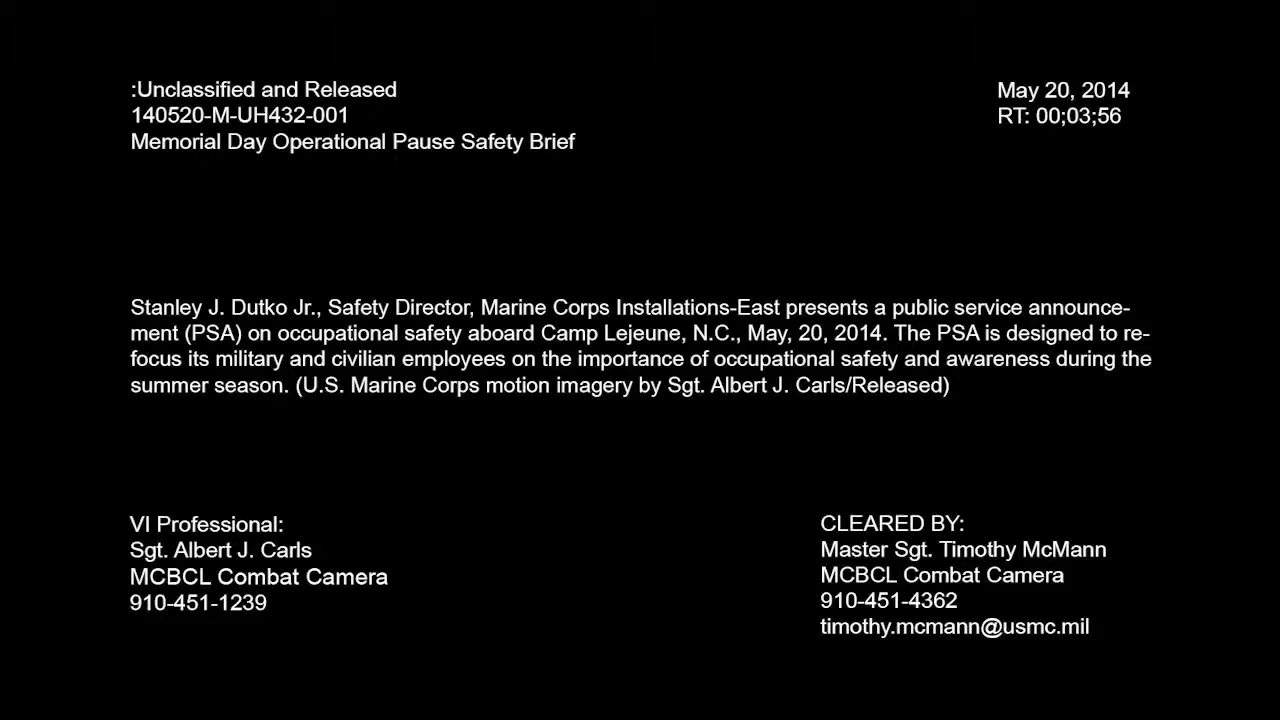 :Unclassified and Released
140520-M-UH432-001
Memorial Day Operational Pause Safety Brief
May 20, 2014
RT: 00;03;56
Stanley J. Dutko Jr., Safety Director, Marine Corps Installations-East presents a public service announce-
ment (PSA) on occupational safety aboard Camp Lejeune, N.C., May, 20, 2014. The PSA is designed to re-
focus its military and civilian employees on the importance of occupational safety and awareness during the
summer season. (U.S. Marine Corps motion imagery by Sgt. Albert J. Carls/Released)
VI Professional:
Sgt. Albert J. Carls
MCBCL Combat Camera
910-451-1239
CLEARED BY:
Master Sgt. Timothy McMann
MCBCL Combat Camera
910-451-4362
timothy.mcmann@usmc.mil